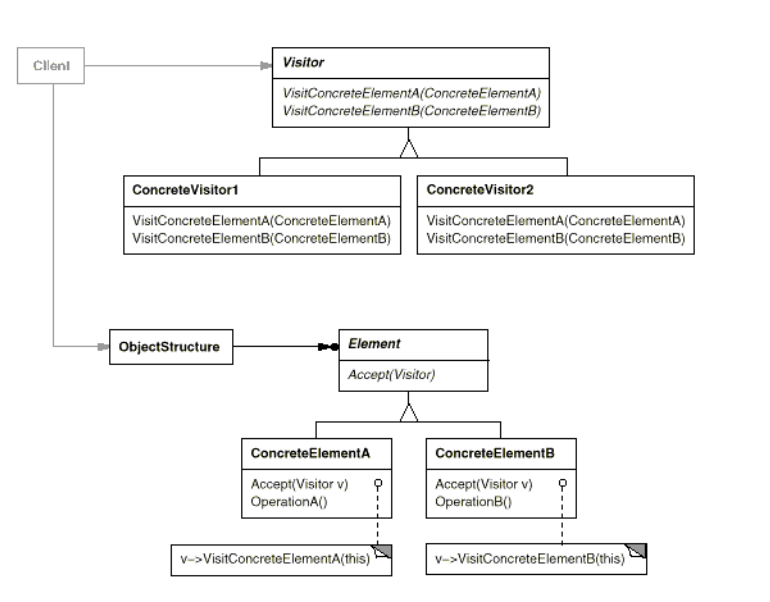 Client
Visitor
VisitConcreteElementA(ConcreteElementA)
VisitConcreteElementB(ConcreteElementB)
ConcreteVisitor1
VisitConcreteElementA(ConcreteElementA)
VisitConcreteElementB(ConcreteElementB)
ConcreteVisitor2
VisitConcreteElementA(ConcreteElementA)
VisitConcreteElementB(ConcreteElementB)
ObjectStructure
Element
Accept(Visitor)
ConcreteElementA
Accept(Visitor v)
OperationA()
ConcreteElementB
Accept(Visitor v)
OperationB()
v–>VisitConcreteElementA(this)
v–>VisitConcreteElementB(this)